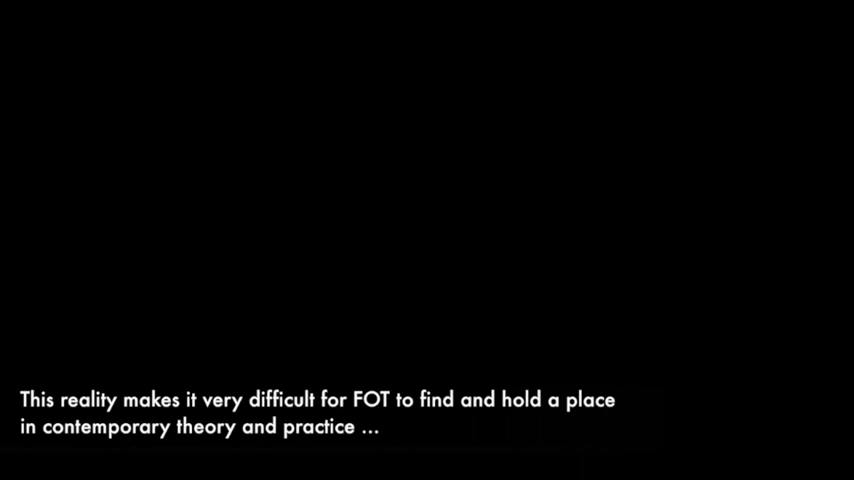 This reality makes it very difficult for FOT to find and hold a place
in contemporary theory and practice ...